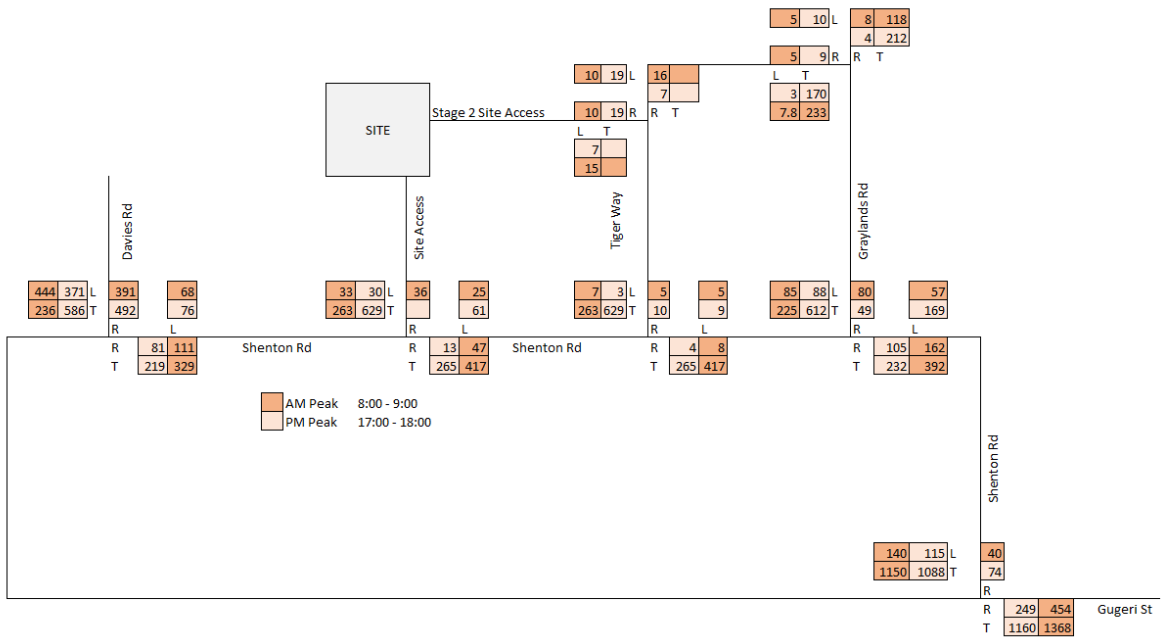 5 10 L 8 118
4 212
5 9 R R T
10 19 L 16 L T
7 3 170
Stage 2 Site Access 10 19 R R T 7.8 233
SITE
L T
7
15
Davies Rd
Site Access
Tiger Way
Graylands Rd
444 371 L 391 68 33 30 L 36 25 7 3 L 5 5 85 88 L 80 57
236 586 T 492 76 263 629 T 61 263 629 T 10 9 225 612 T 49 169
R L R L R L R L
R 81 111 Shenton Rd R 13 47 Shenton Rd R 4 8 R 105 162
T 219 329 T 265 417 T 265 417 T 232 392
AM Peak 8:00 - 9:00
PM Peak 17:00 - 18:00
Shenton Rd
140 115 L 40
1150 1088 T 74
R
R 249 454 Gugeri St
T 1160 1368